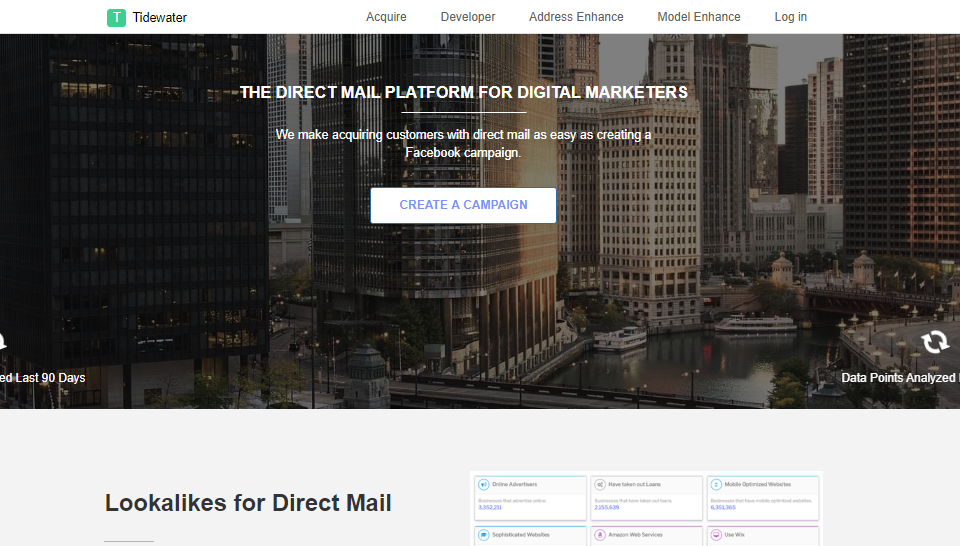 T Tidewater
Acquire Developer Address Enhance Model Enhance Log in
THE DIRECT MAIL PLATFORM FOR DIGITAL MARKETERS
We make acquiring customers with direct mail as easy as creating a
Facebook campaign.
CREATE A CAMPAIGN
ed Last 90 Days
Data Points Analyzed
Lookalikes for Direct Mail
Online Advertisers
Businesses that advertise online.
3,352,211
Have taken out Loans
Businesses that have taken out loans.
2,155,639
Mobile Optimized Websites
Businesses that have mobile optimized websites.
6,351,365
Sophisticated Websites
Amazon Web Services
Use Wix